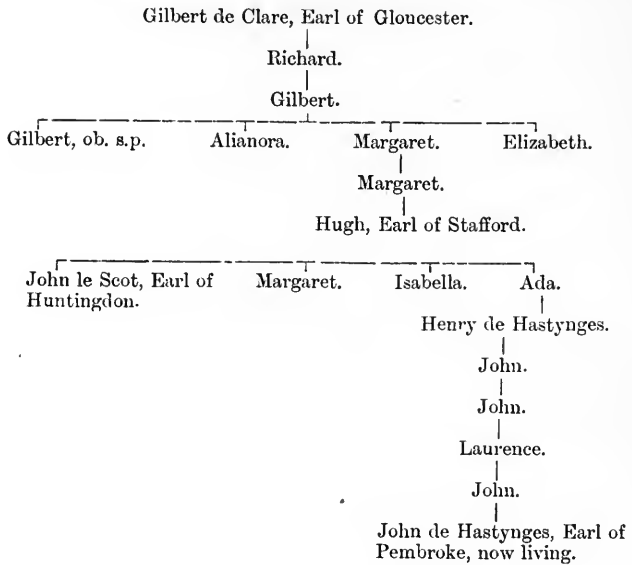 Gilbert de Clare, Earl of Gloucester.
Richard.
Gilbert.
Gilbert, ob. s.p. Alianora. Margaret. Elizabeth.
Margaret.
Hugh, Earl of Stafford.
John le Scot, Earl of Huntingdon. Margaret. Isabella. Ada.
Henry de Hastynges.
John.
John.
Laurence.
John.
John de Hastynges, Earl of
Pembroke, now living.